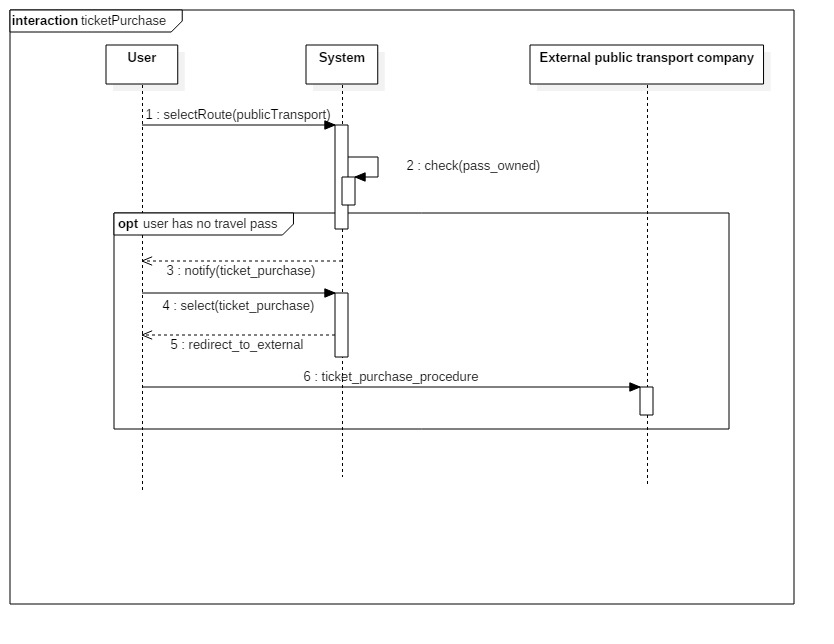 interaction ticketPurchase
User
System
External public transport company
1 : selectRoute(publicTransport)
2 : check(pass_owned)
opt user has no travel pass
3 : notify(ticket_purchase)
4 : select(ticket_purchase)
5 : redirect_to_external
6 : ticket_purchase_procedure